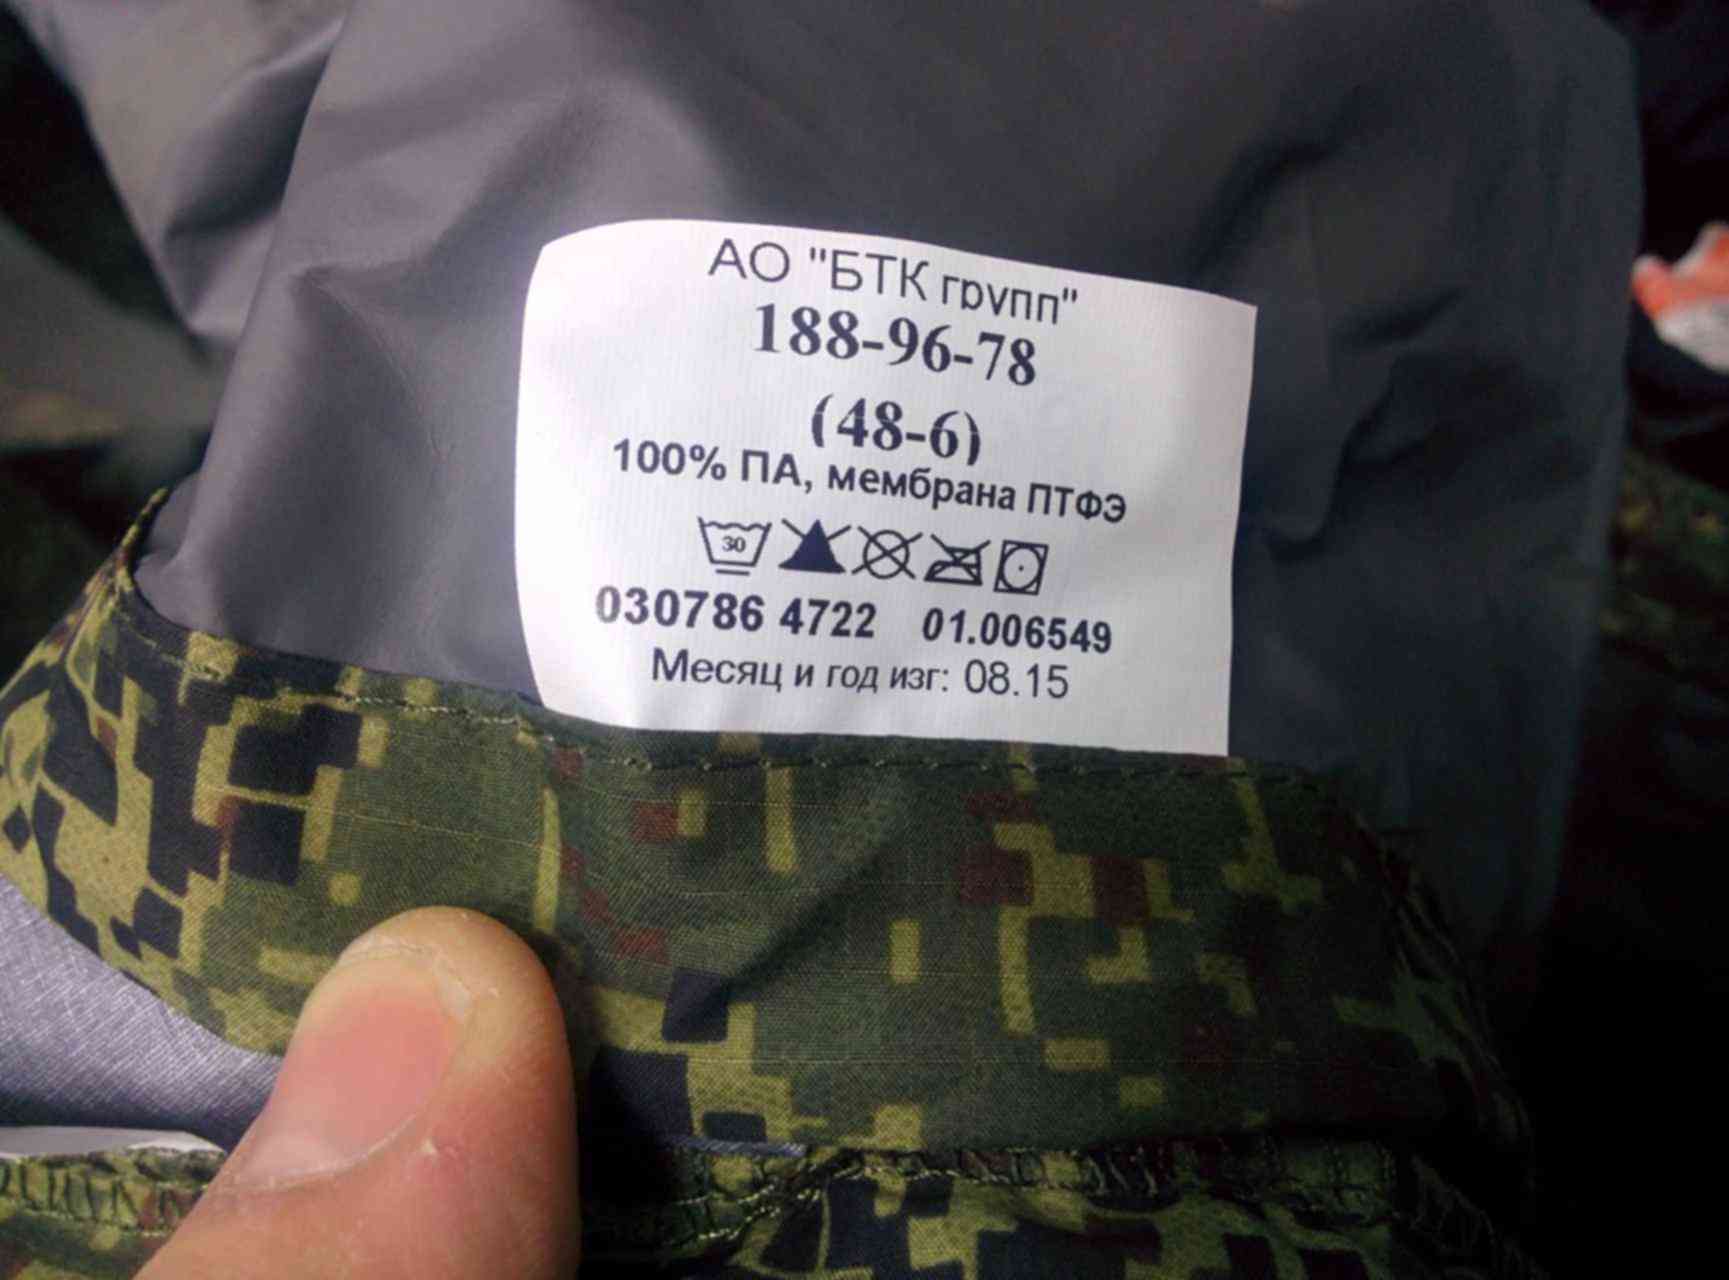 АО "БТК групп"
188-96-78
(48-6)
100% ПА, мембрана ПТФЭ
30
030786 4722 01.006549
Месяц и год изг: 08.15